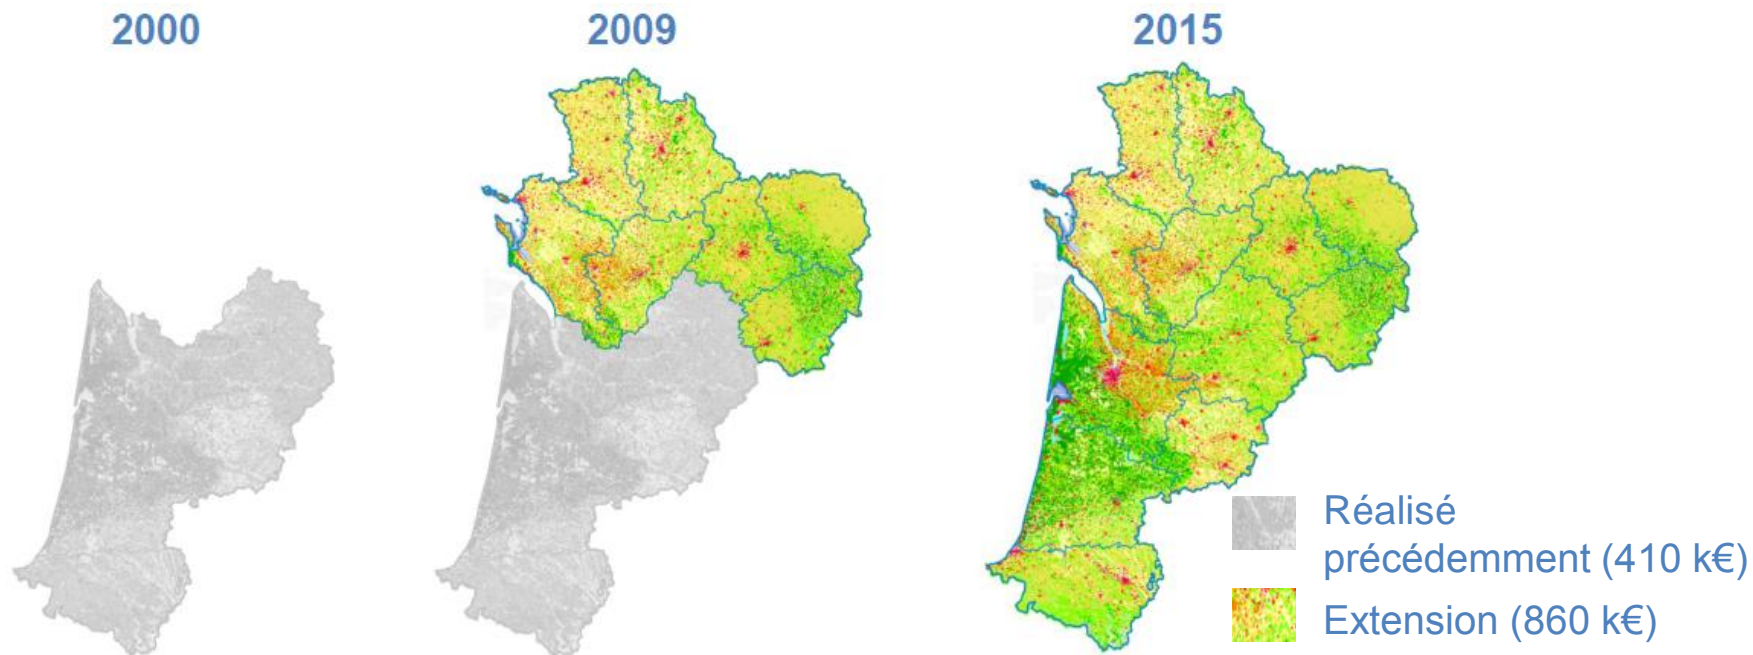 2000
2009
2015
Réalisé
précédemment (410 k€)
Extension (860 k€)